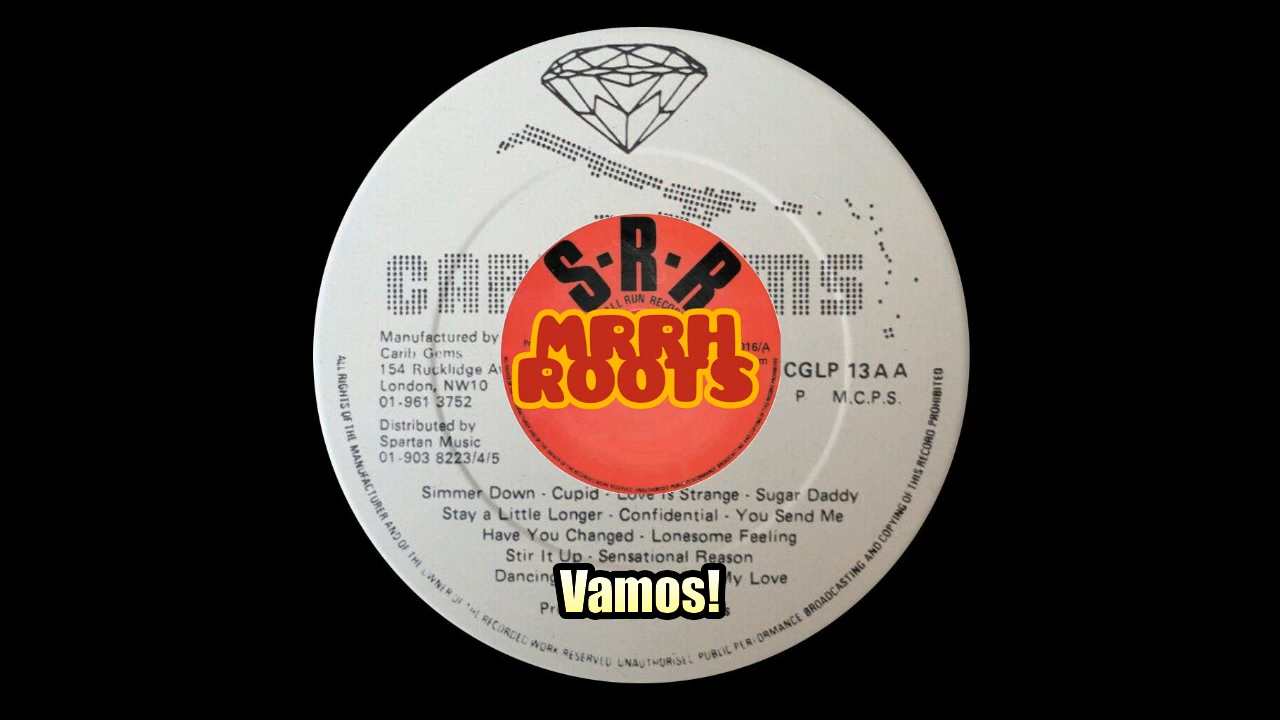 S·R·R
RUN
MRRH
ROOTS
016/A
Manufactured by
Carib Gems
154 Rucklidge
London, NW10
01-961 3752
Distributed by
Spartan Music
01-903 8223/4/5
CGLP 13 A A
P M.C.P.S.
Simmer Down - Cupid - Love Is Strange - Sugar Daddy
Stay a Little Longer - Confidential - You Send Me
Have You Changed - Lonesome Feeling
Stir It Up - Sensational Reason
Dancing My Love
Vamos!
ALL RIGHTS OF THE MANUFACTURER AND OF THE OWNER OF THE RECORDED WORK RESERVED UNAUTHORISED PUBLIC PERFORMANCE BROADCASTING AND COPYING OF THIS RECORD PROHIBITED